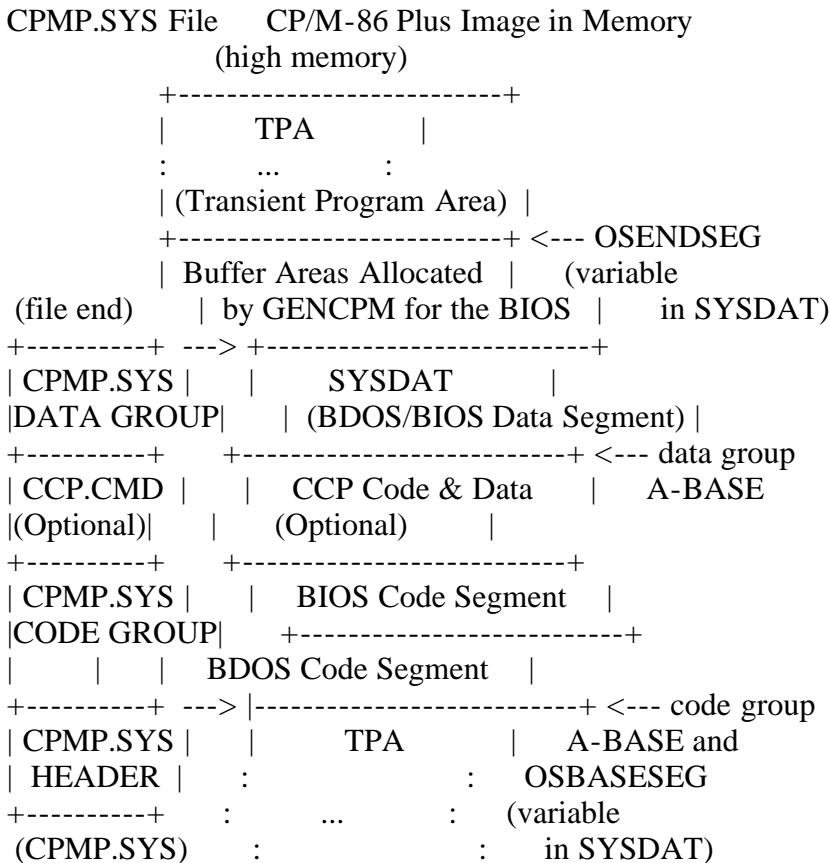 CPMP.SYS File CP/M-86 Plus Image in Memory
(high memory)
+---------------------------+
| TPA |
: ... :
| (Transient Program Area) |
+---------------------------+ <--- OSENDSEG
| Buffer Areas Allocated | (variable
(file end) | by GENCPM for the BIOS | in SYSDAT)
+----------+ ---> +---------------------------+
| CPMP.SYS | | SYSDAT |
|DATA GROUP| | (BDOS/BIOS Data Segment) |
+----------+ +---------------------------+ <--- data group
| CCP.CMD | | CCP Code & Data | A-BASE
|(Optional)| | (Optional) |
+----------+ +---------------------------+
| CPMP.SYS | | BIOS Code Segment |
|CODE GROUP| +---------------------------+
| | | BDOS Code Segment |
+----------+ ---> |---------------------------+ <--- code group
| CPMP.SYS | | TPA | A-BASE and
| HEADER | : : OSBASESEG
+----------+ : ... : (variable
(CPMP.SYS) : : in SYSDAT)